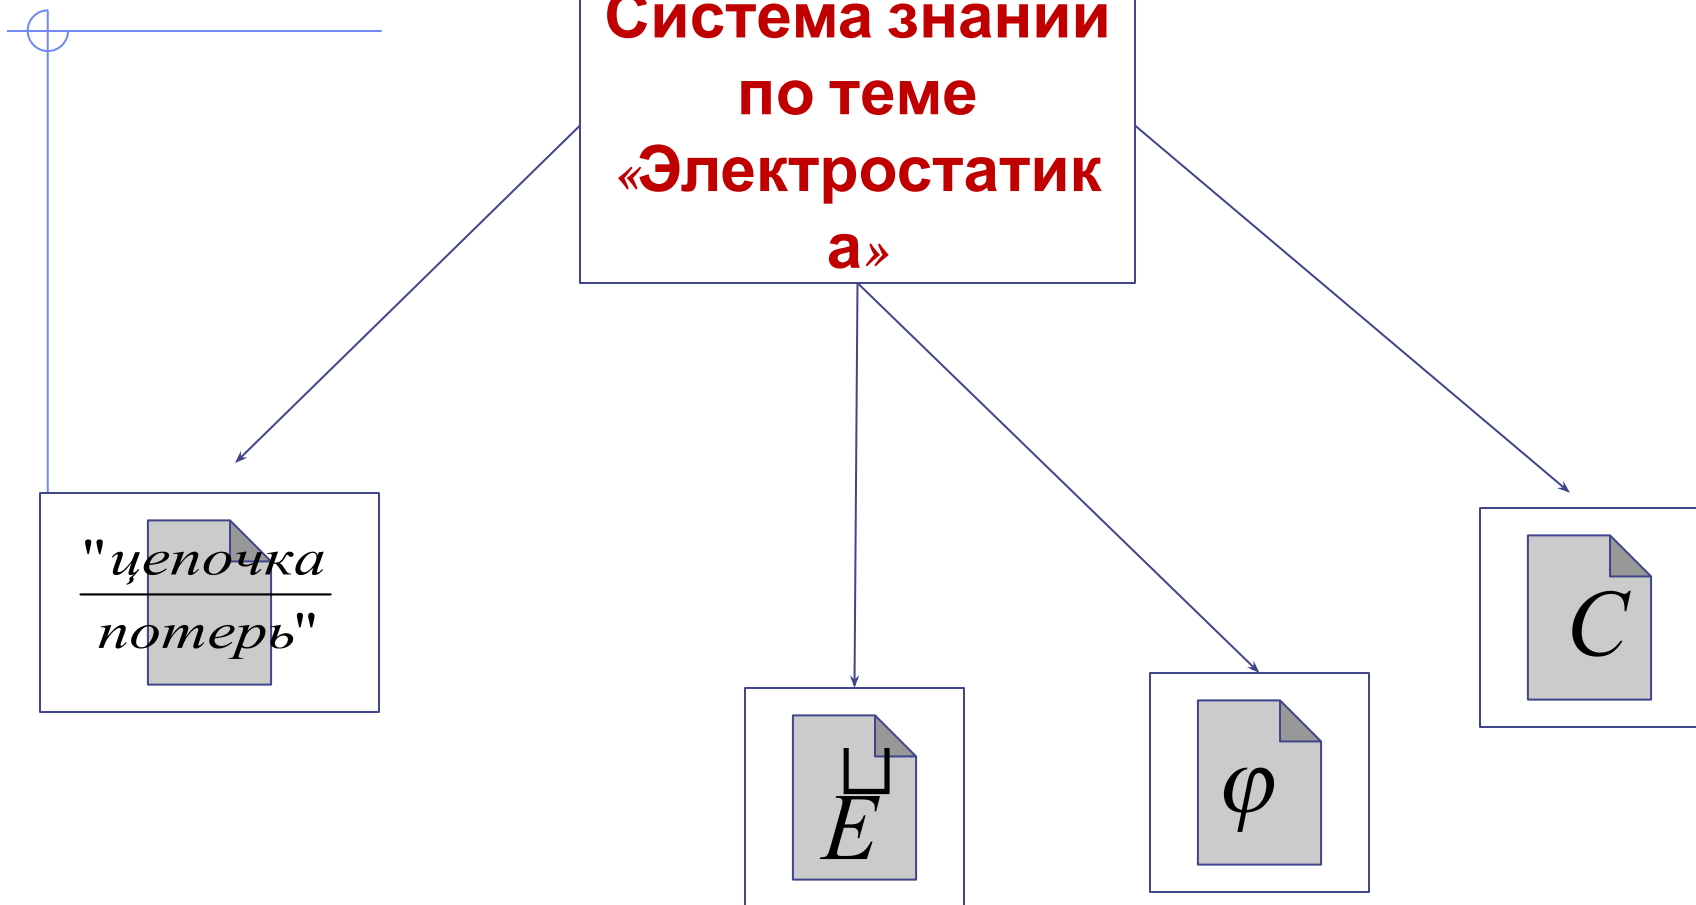 Система знаний
по теме
«Электростатик
а»
"цепочка
потерь"
E
φ
C